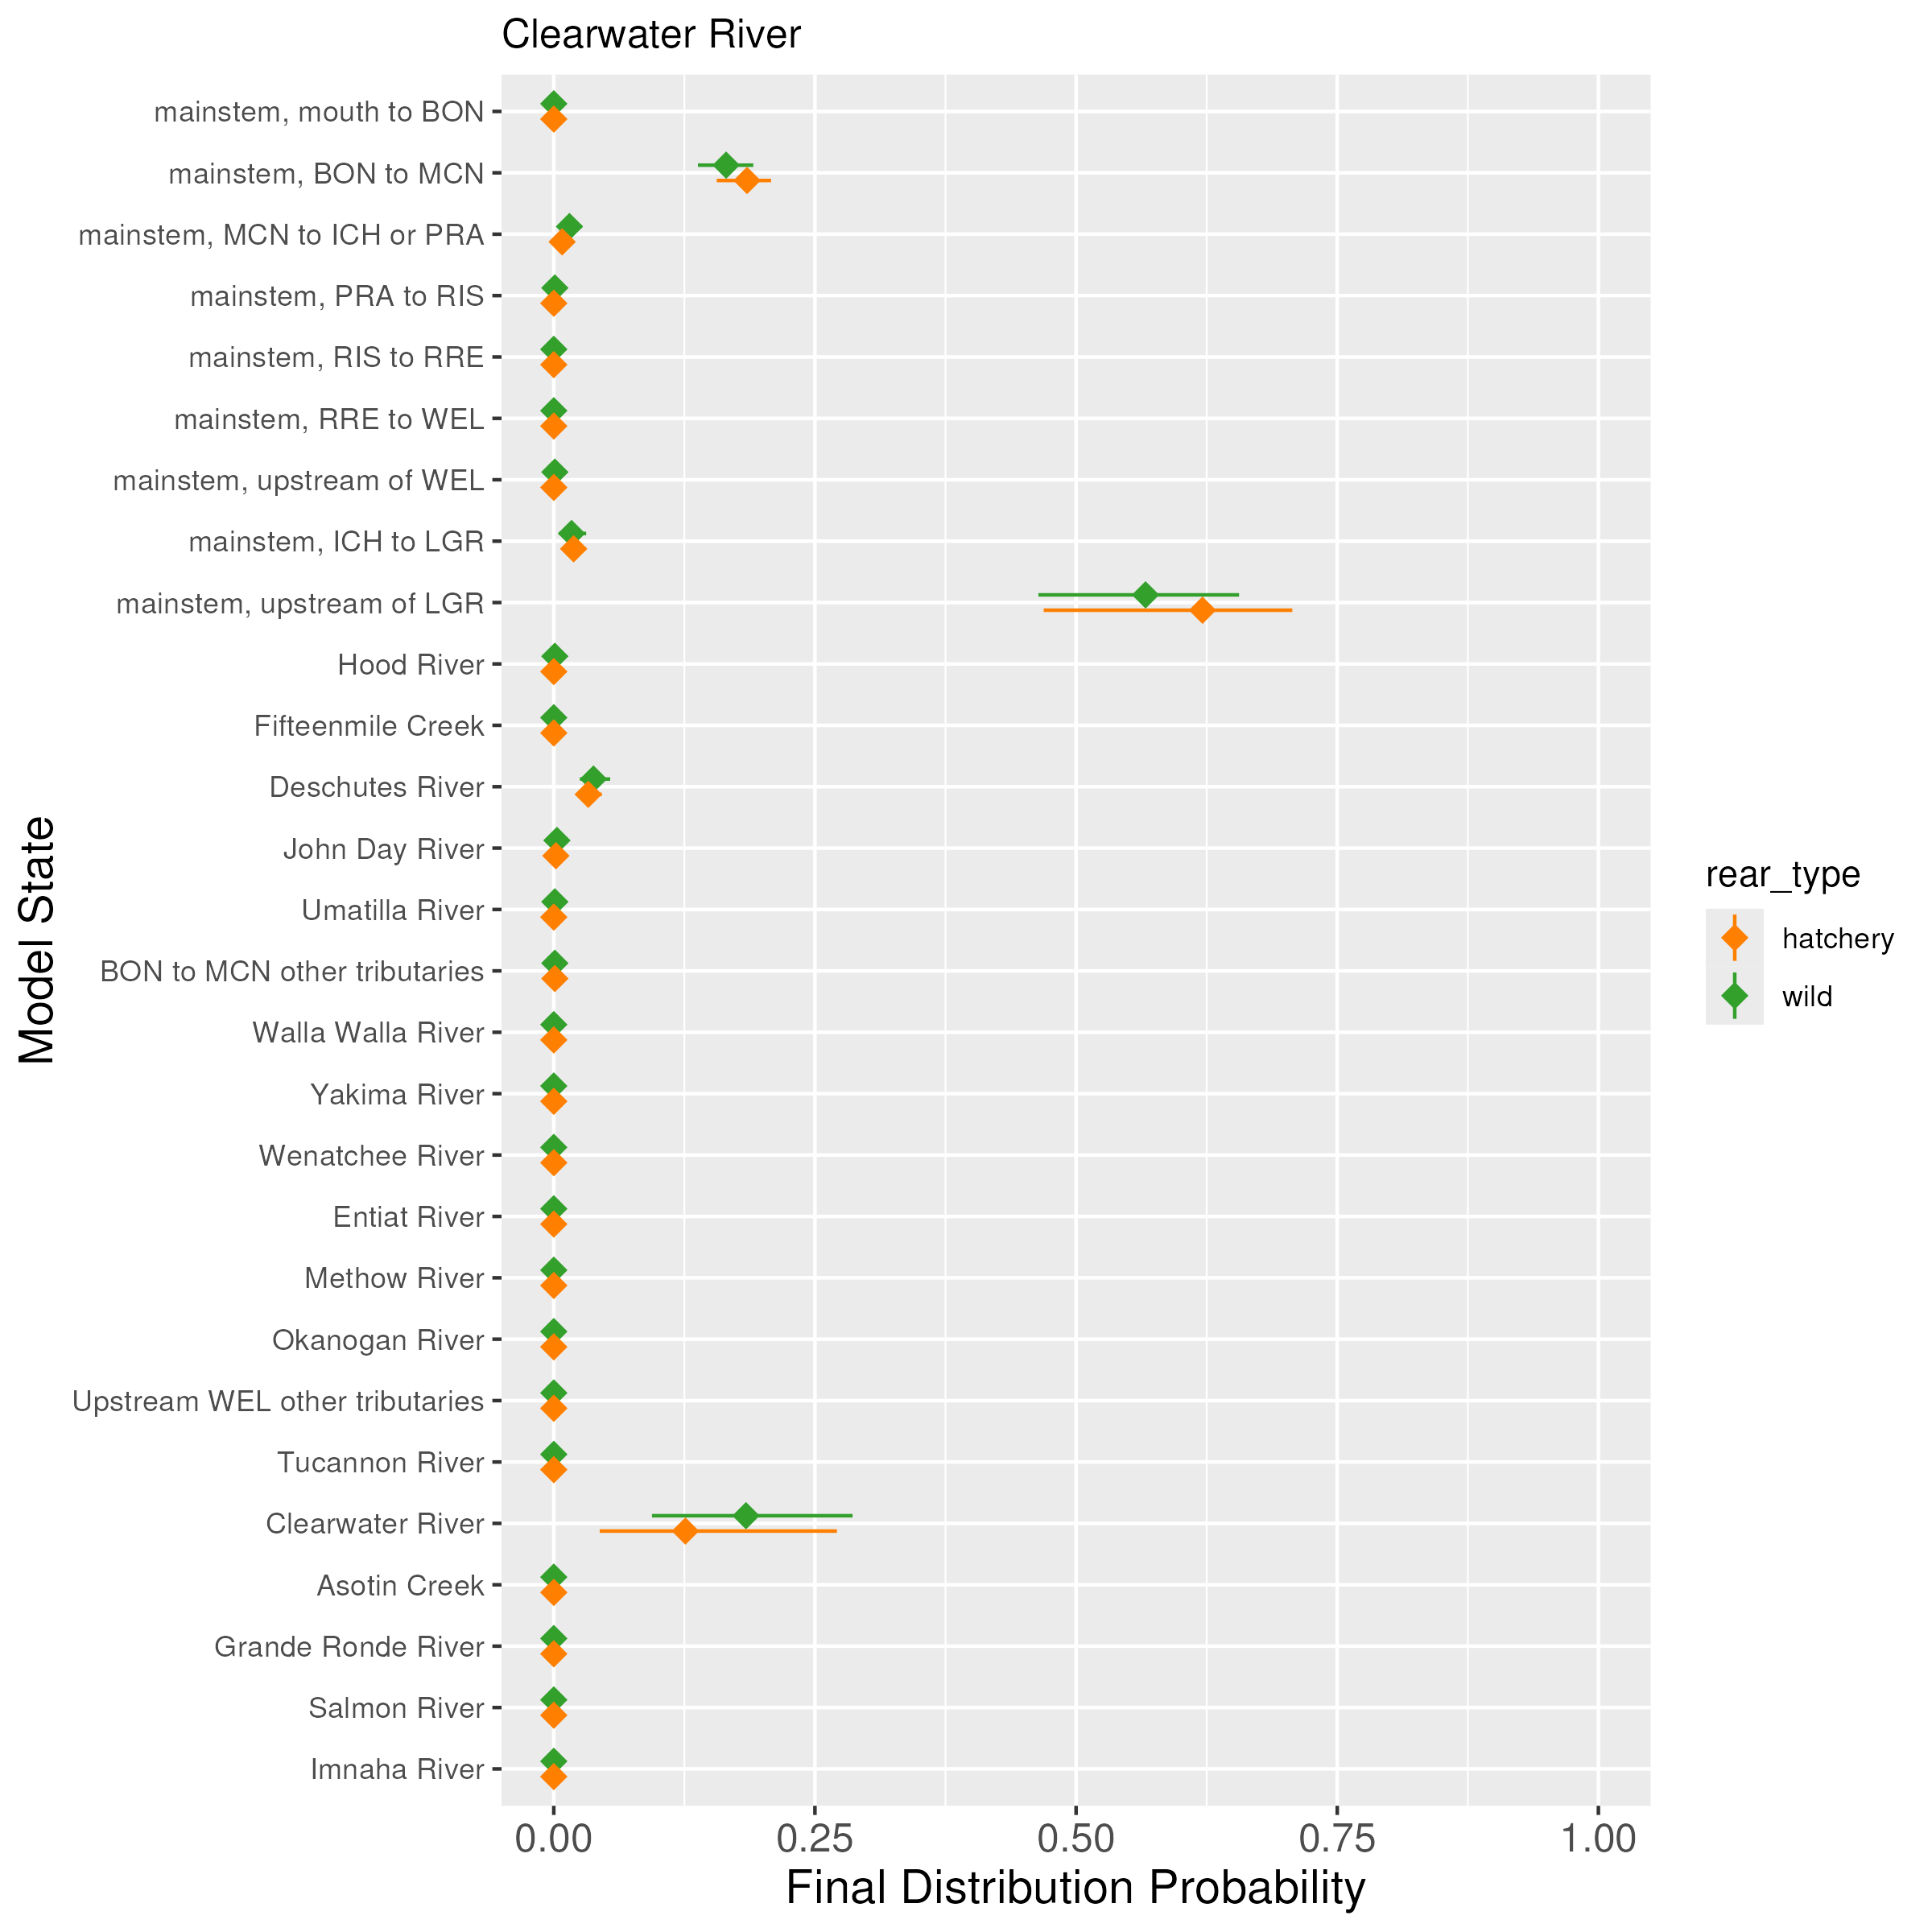 Clearwater River
Model State
mainstem, mouth to BON
mainstem, BON to MCN
mainstem, MCN to ICH or PRA
mainstem, PRA to RIS
mainstem, RIS to RRE
mainstem, RRE to WEL
mainstem, upstream of WEL
mainstem, ICH to LGR
mainstem, upstream of LGR
Hood River
Fifteenmile Creek
Deschutes River
John Day River
Umatilla River
BON to MCN other tributaries
Walla Walla River
Yakima River
Wenatchee River
Entiat River
Methow River
Okanogan River
Upstream WEL other tributaries
Tucannon River
Clearwater River
Asotin Creek
Grande Ronde River
Salmon River
Imnaha River
0.00 0.25 0.50 0.75 1.00
Final Distribution Probability
rear_type
hatchery
wild